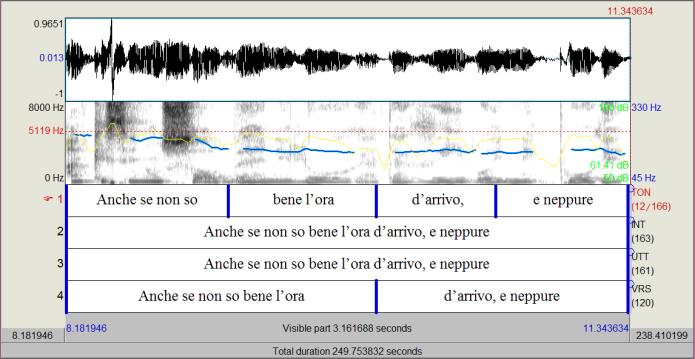 11.343634
0.9651
0.013
-1
8000 Hz
5119 Hz
0 Hz
100 dB
330 Hz
61.41 dB
50 dB
45 Hz
1 Anche se non so bene l'ora d'arrivo, e neppure TON (12/166)
2 Anche se non so bene l'ora d'arrivo, e neppure INT (163)
3 Anche se non so bene l'ora d'arrivo, e neppure UTT (161)
4 Anche se non so bene l'ora d'arrivo, e neppure VRS (120)
8.181946 8.181946 Visible part 3.161688 seconds 11.343634 238.410199
Total duration 249.753832 seconds